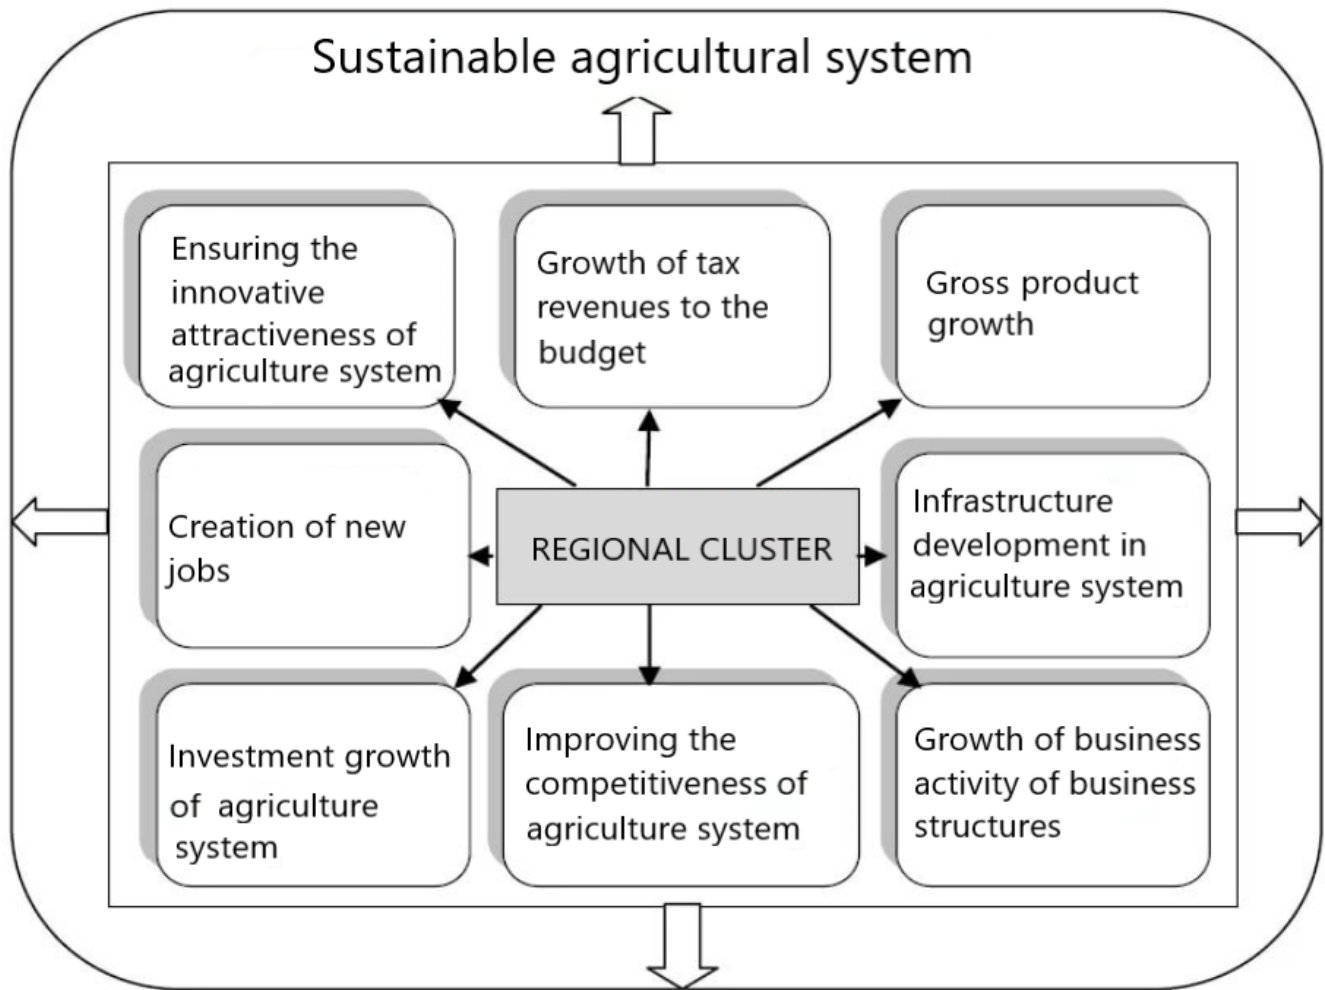 Sustainable agricultural system
Ensuring the
innovative
attractiveness of
agriculture system
Growth of tax
revenues to the
budget
Gross product
growth
Creation of new
jobs
REGIONAL CLUSTER
Infrastructure
development in
agriculture system
Investment growth
of agriculture
system
Improving the
competitiveness of
agriculture system
Growth of business
activity of business
structures